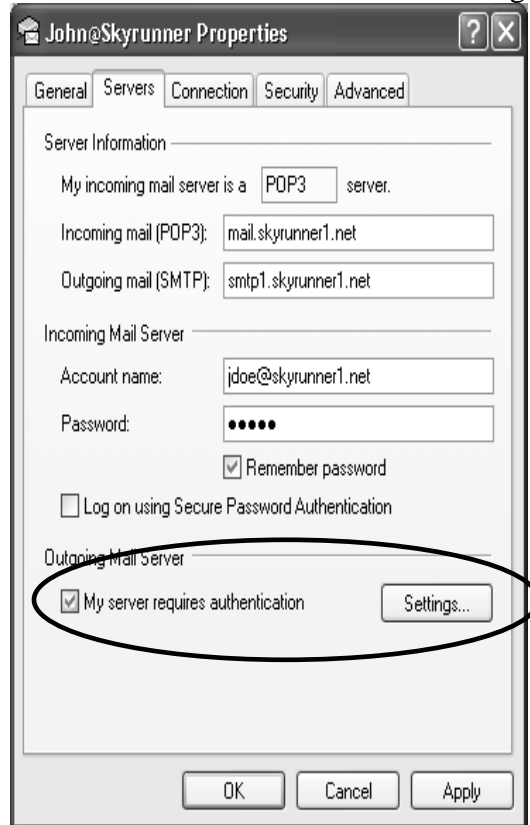 John@Skyrunner Properties
General Servers Connection Security Advanced
Server Information
My incoming mail server is a POP3 server.
Incoming mail (POP3): mail.skyrunner1.net
Outgoing mail (SMTP): smtp1.skyrunner1.net
Incoming Mail Server
Account name: jdoe@skyrunner1.net
Password: •••••
Remember password
Log on using Secure Password Authentication
Outgoing Mail Server
My server requires authentication Settings...
OK Cancel Apply